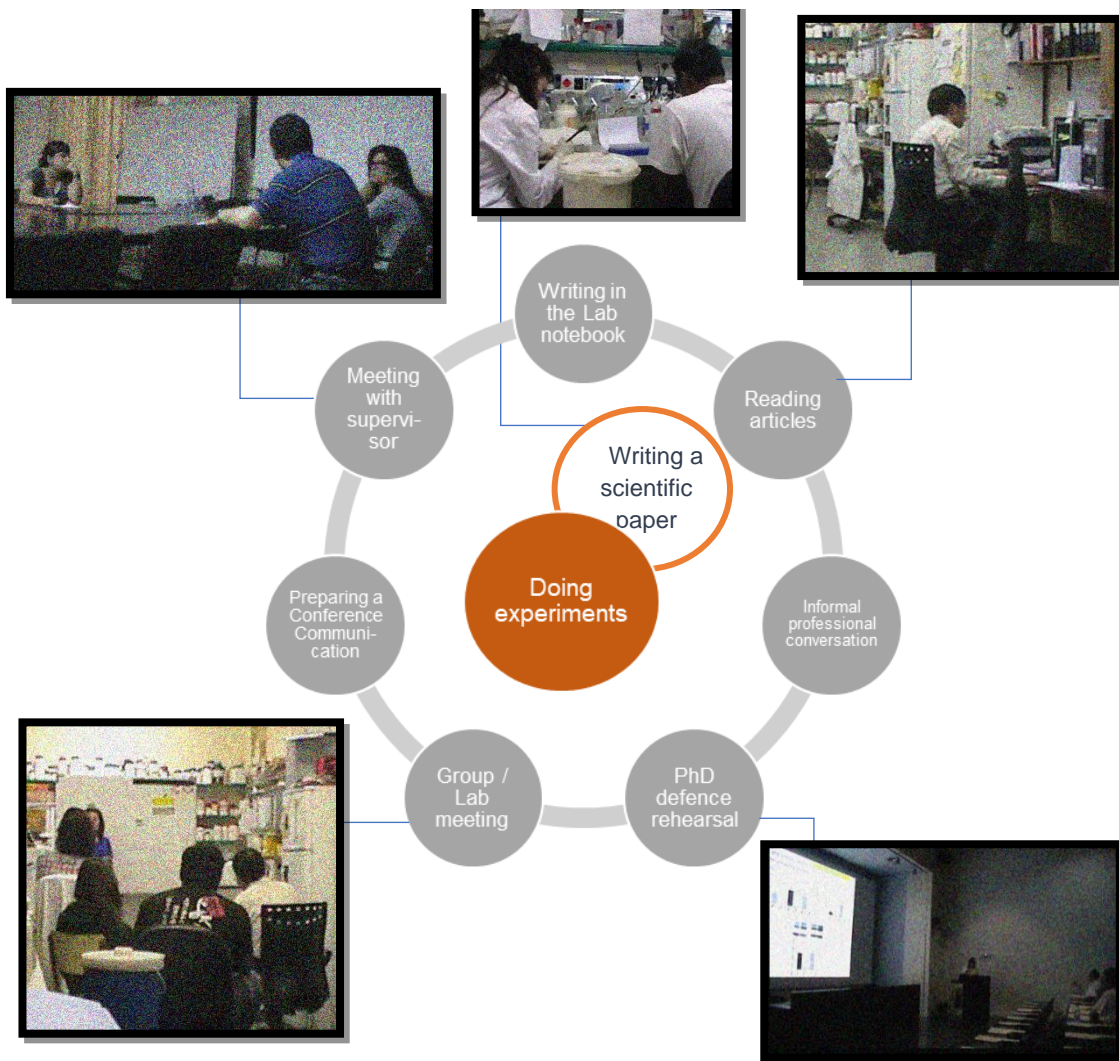 Writing in
the Lab
notebook
Meeting
with
supervi-
sor
Reading
articles
Writing a
scientific
paper
Doing
experiments
Preparing a
Conference
Communi-
cation
Informal
professional
conversation
Group /
Lab
meeting
PhD
defence
rehearsal